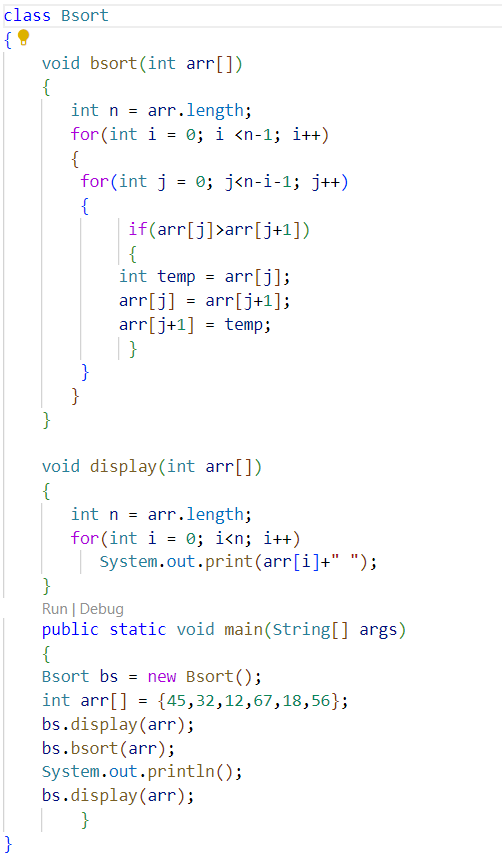 class Bsort
{
void bsort(int arr[])
{
int n = arr.length;
for(int i = 0; i <n-1; i++)
{
for(int j = 0; j<n-i-1; j++)
{
if(arr[j]>arr[j+1])
{
int temp = arr[j];
arr[j] = arr[j+1];
arr[j+1] = temp;
}
}
}
}
void display(int arr[])
{
int n = arr.length;
for(int i = 0; i<n; i++)
System.out.print(arr[i]+" ");
}
Run | Debug
public static void main(String[] args)
{
Bsort bs = new Bsort();
int arr[] = {45,32,12,67,18,56};
bs.display(arr);
bs.bsort(arr);
System.out.println();
bs.display(arr);
}
}